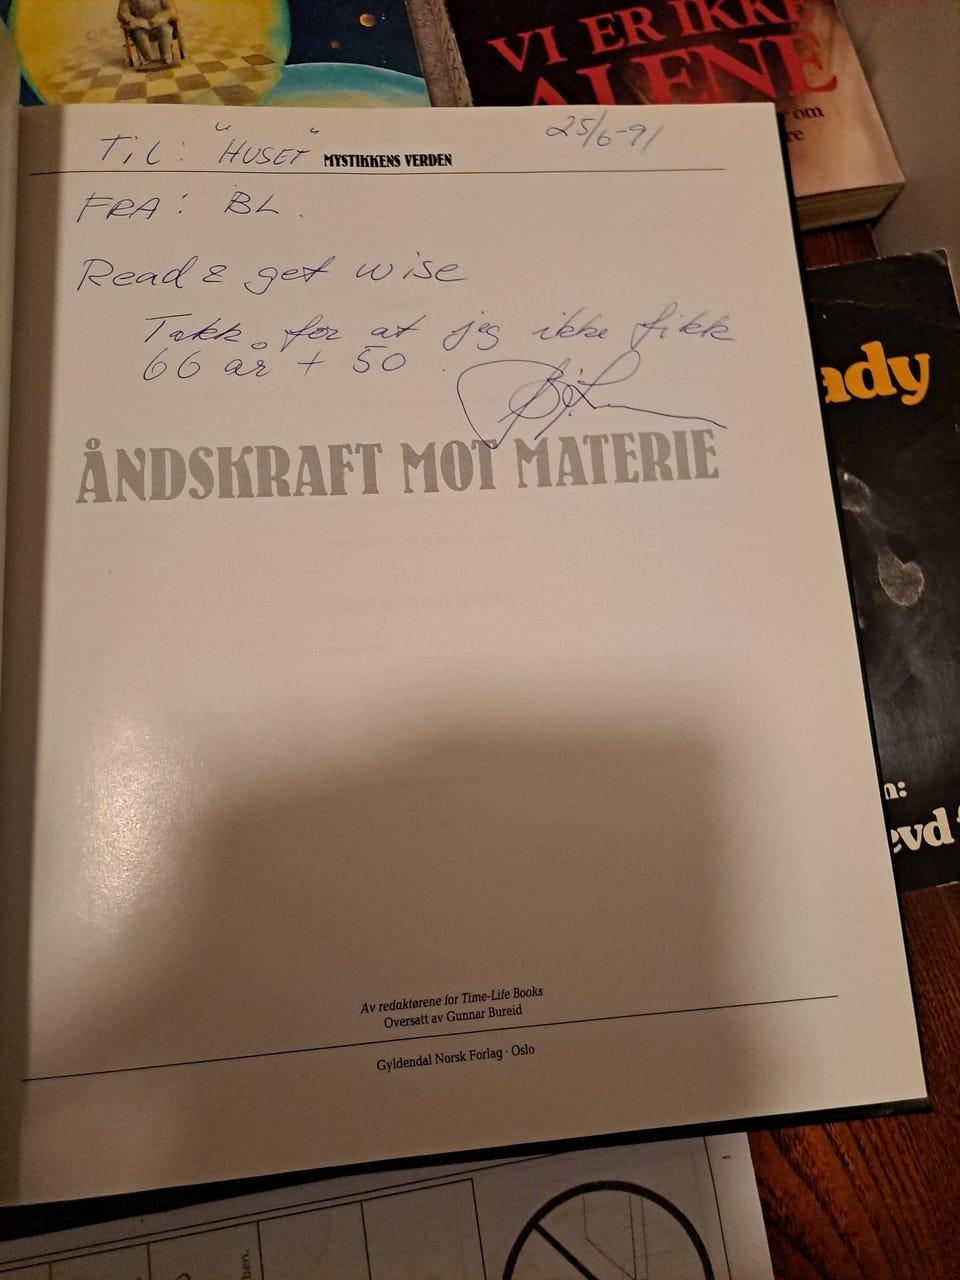 VI ER IKKE
ALENE
om
re
25/6-91
TiL: "HUSET"
MYSTIKKENS VERDEN
FRA: BL.
Read & get wise
Takk for at jeg ikke fikk
66 år + 50
ÅNDSKRAFT MOT MATERIE
ady
n:
evd
Av redaktørene for Time-Life Books
Oversatt av Gunnar Bureid
Gyldendal Norsk Forlag · Oslo
ben.